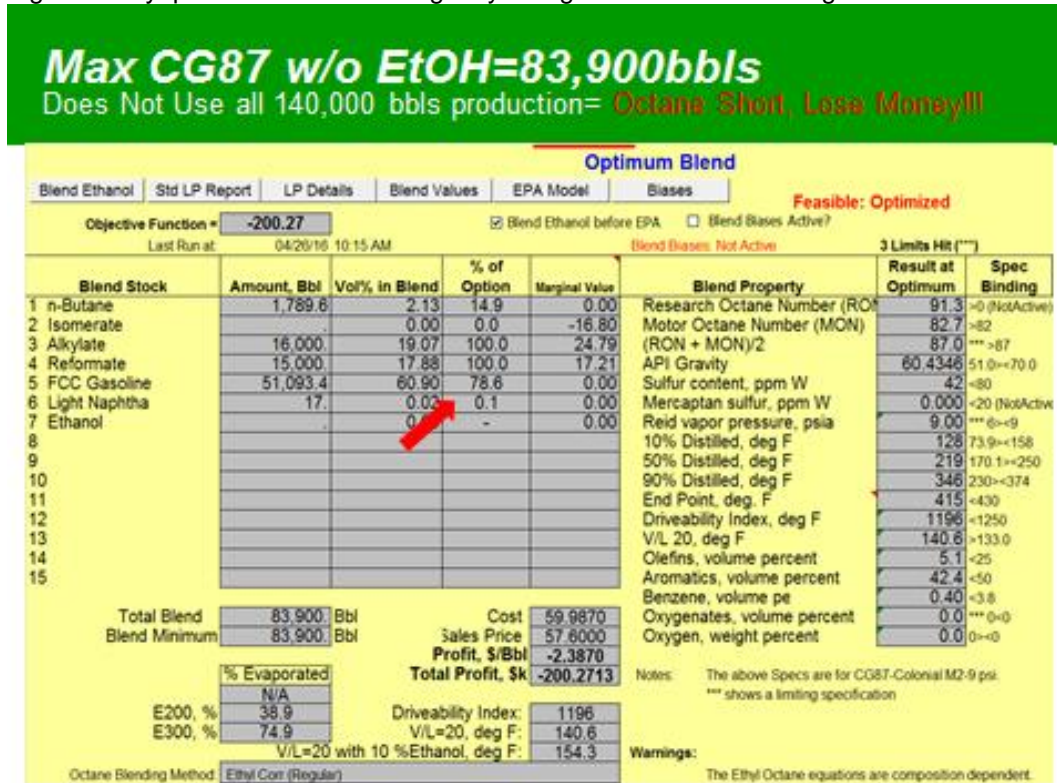 Max CG87 w/o EtOH=83,900bbls
Does Not Use all 140,000 bbls production= Octane Short, Lose Money!!!
Optimum Blend
Blend Ethanol Std LP Report LP Details Blend Values EPA Model Biases
Feasible: Optimized
Objective Function = -200.27 Blend Ethanol before EPA Blend Biases Active?
Last Run at: 04/26/16 10:15 AM Blend Biases: Not Active 3 Limits Hit (***)
Blend Stock Amount, Bbl Vol% in Blend % of Option Marginal Value Blend Property Result at Optimum Spec Binding
1 n-Butane 1,789.6 2.13 14.9 0.00 Research Octane Number (RON 91.3 >0 (NotActive)
2 Isomerate . 0.00 0.0 -16.80 Motor Octane Number (MON) 82.7 >82
3 Alkylate 16,000. 19.07 100.0 24.79 (RON + MON)/2 87.0 *** >87
4 Reformate 15,000. 17.88 100.0 17.21 API Gravity 60.4346 51.0><70.0
5 FCC Gasoline 51,093.4 60.90 78.6 0.00 Sulfur content, ppm W 42 <80
6 Light Naphtha 17. 0.02 0.1 0.00 Mercaptan sulfur, ppm W 0.000 <20 (NotActive
7 Ethanol . - 0.00 Reid vapor pressure, psia 9.00 *** 6><9
8 10% Distilled, deg F 128 73.9><158
9 50% Distilled, deg F 219 170.1><250
10 90% Distilled, deg F 346 230><374
11 End Point, deg. F 415 <430
12 Driveability Index, deg F 1196 <1250
13 V/L 20, deg F 140.6 >133.0
14 Olefins, volume percent 5.1 <25
15 Aromatics, volume percent 42.4 <50
Benzene, volume pe 0.40 <3.8
Total Blend 83,900. Bbl Cost 59.9870 Oxygenates, volume percent 0.0 *** 0<0
Blend Minimum 83,900. Bbl Sales Price 57.6000 Oxygen, weight percent 0.0 0><0
Profit, $/Bbl -2.3870
% Evaporated Total Profit, $k -200.2713 Notes: The above Specs are for CG87-Colonial M2-9 psi.
N/A *** shows a limiting specification
E200, % 38.9 Driveability Index: 1196
E300, % 74.9 V/L=20, deg F: 140.6
V/L=20 with 10 %Ethanol, deg F: 154.3 Warnings:
Octane Blending Method Ethyl Corr (Regular) The Ethyl Octane equations are composition dependent.